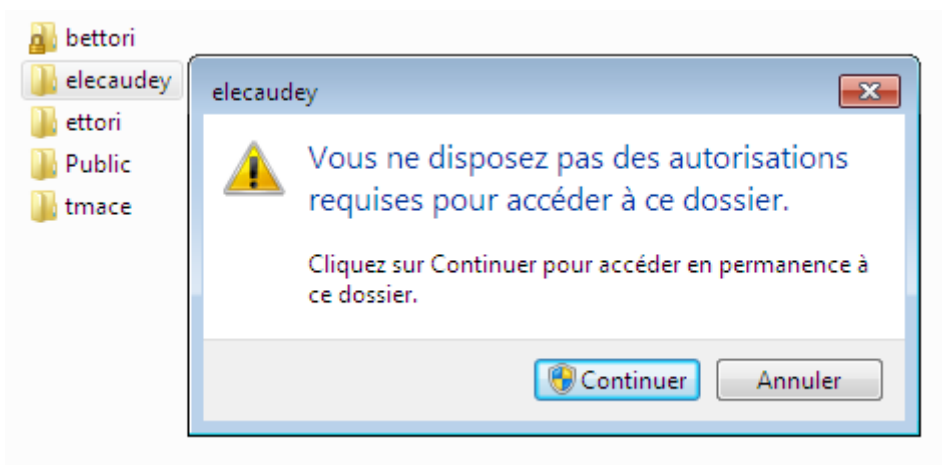 bettori
elecaudey
ettori
Public
tmace
elecaudey
Vous ne disposez pas des autorisations
requises pour accéder à ce dossier.
Cliquez sur Continuer pour accéder en permanence à
ce dossier.
Continuer
Annuler